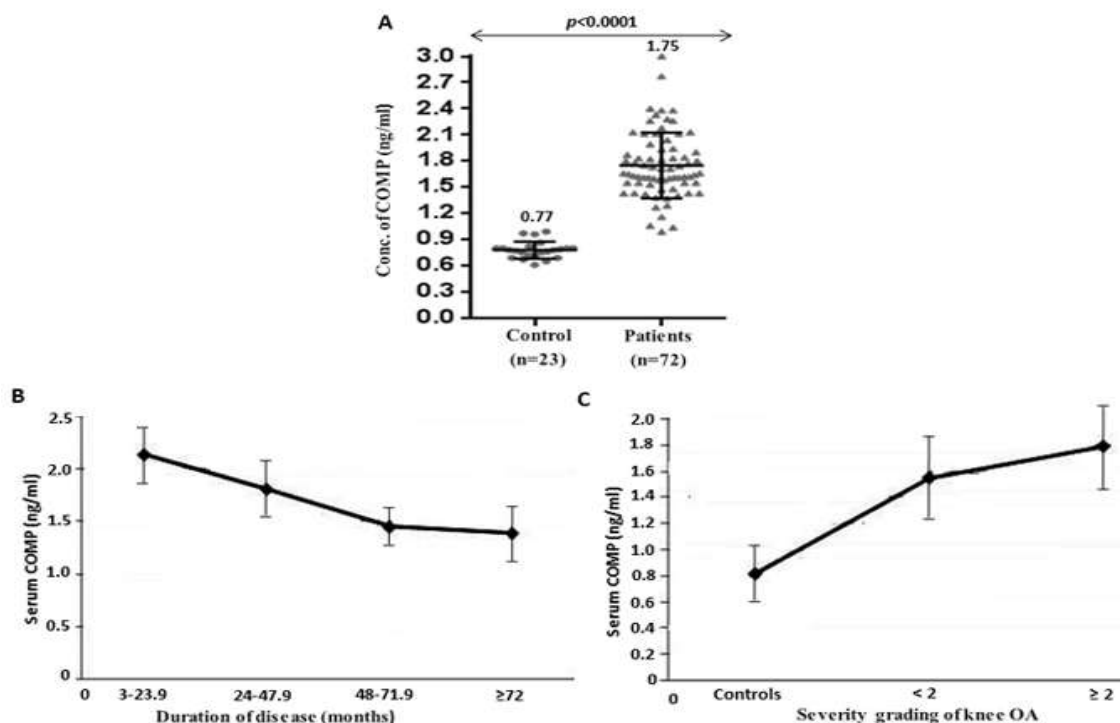 A
p<0.0001
1.75
3.0
2.7
2.4
2.1
1.8
1.5
1.2
0.9
0.6
0.3
0.0
Conc. of COMP (ng/ml)
0.77
Control
(n=23)
Patients
(n=72)
B
2.5
2.0
1.5
1.0
0.5
0
Serum COMP (ng/ml)
0 3-23.9 24-47.9 48-71.9 ≥72
Duration of disease (months)
C
2.0
1.8
1.6
1.4
1.2
1.0
0.8
0.6
0.4
0.2
0
Serum COMP (ng/ml)
0 Controls < 2 ≥ 2
Severity grading of knee OA